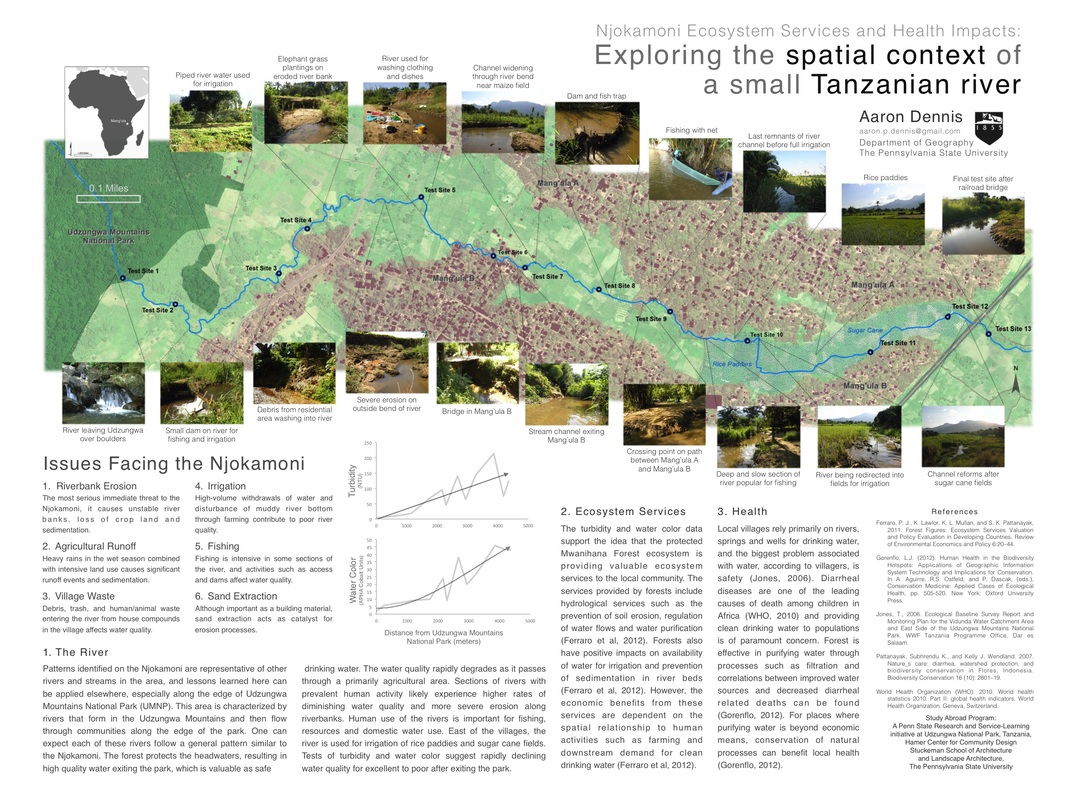 Njokamoni Ecosystem Services and Health Impacts:
Exploring the spatial context of
a small Tanzanian river
Aaron Dennis
aaron.p.dennis@gmail.com
Department of Geography
The Pennsylvania State University
1855
Mang'ula
Piped river water used
for irrigation
Elephant grass
plantings on
eroded river bank
River used for
washing clothing
and dishes
Channel widening
through river bend
near maize field
Dam and fish trap
Fishing with net
Last remnants of river
channel before full irrigation
Rice paddies
Final test site after
railroad bridge
0.1 Miles
Udzungwa Mountains
National Park
Test Site 1
Test Site 2
Test Site 3
Test Site 4
Test Site 5
Test Site 6
Test Site 7
Test Site 8
Test Site 9
Test Site 10
Test Site 11
Test Site 12
Test Site 13
Mang'ula A
Mang'ula B
Mang'ula A
Mang'ula B
Sugar Cane
Rice Paddies
N
River leaving Udzungwa
over boulders
Small dam on river for
fishing and irrigation
Debris from residential
area washing into river
Severe erosion on
outside bend of river
Bridge in Mang'ula B
Stream channel exiting
Mang'ula B
Crossing point on path
between Mang'ula A
and Mang'ula B
Deep and slow section of
river popular for fishing
River being redirected into
fields for irrigation
Channel reforms after
sugar cane fields
Issues Facing the Njokamoni
1. Riverbank Erosion
The most serious immediate threat to the
Njokamoni, it causes unstable river
banks, loss of crop land and
sedimentation.
2. Agricultural Runoff
Heavy rains in the wet season combined
with intensive land use causes significant
runoff events and sedimentation.
3. Village Waste
Debris, trash, and human/animal waste
entering the river from house compounds
in the village affects water quality.
4. Irrigation
High-volume withdrawals of water and
disturbance of muddy river bottom
through farming contribute to poor river
quality.
5. Fishing
Fishing is intensive in some sections of
the river, and activities such as access
and dams affect water quality.
6. Sand Extraction
Although important as a building material,
sand extraction acts as catalyst for
erosion processes.
Turbidity
(NTU)
250
200
150
100
50
0
0 1000 2000 3000 4000 5000
Water Color
(APHA Cobalt Units)
50
45
40
35
30
25
20
15
10
5
0
0 1000 2000 3000 4000 5000
Distance from Udzungwa Mountains
National Park (meters)
1. The River
Patterns identified on the Njokamoni are representative of other
rivers and streams in the area, and lessons learned here can
be applied elsewhere, especially along the edge of Udzungwa
Mountains National Park (UMNP). This area is characterized by
rivers that form in the Udzungwa Mountains and then flow
through communities along the edge of the park. One can
expect each of these rivers follow a general pattern similar to
the Njokamoni. The forest protects the headwaters, resulting in
high quality water exiting the park, which is valuable as safe
drinking water. The water quality rapidly degrades as it passes
through a primarily agricultural area. Sections of rivers with
prevalent human activity likely experience higher rates of
diminishing water quality and more severe erosion along
riverbanks. Human use of the rivers is important for fishing,
resources and domestic water use. East of the villages, the
river is used for irrigation of rice paddies and sugar cane fields.
Tests of turbidity and water color suggest rapidly declining
water quality for excellent to poor after exiting the park.
2. Ecosystem Services
The turbidity and water color data
support the idea that the protected
Mwanihana Forest ecosystem is
providing valuable ecosystem
services to the local community. The
services provided by forests include
hydrological services such as the
prevention of soil erosion, regulation
of water flows and water purification
(Ferraro et al, 2012). Forests also
have positive impacts on availability
of water for irrigation and prevention
of sedimentation in river beds
(Ferraro et al, 2012). However, the
economic benefits from these
services are dependent on the
spatial relationship to human
activities such as farming and
downstream demand for clean
drinking water (Ferraro et al, 2012).
3. Health
Local villages rely primarily on rivers,
springs and wells for drinking water,
and the biggest problem associated
with water, according to villagers, is
safety (Jones, 2006). Diarrheal
diseases are one of the leading
causes of death among children in
Africa (WHO, 2010) and providing
clean drinking water to populations
is of paramount concern. Forest is
effective in purifying water through
processes such as filtration and
correlations between improved water
sources and decreased diarrheal
related deaths can be found
(Gorenflo, 2012). For places where
purifying water is beyond economic
means, conservation of natural
processes can benefit local health
(Gorenflo, 2012).
References
Ferraro, P. J., K. Lawlor, K. L. Mullan, and S. K. Pattanayak,
2011. Forest Figures: Ecosystem Services Valuation
and Policy Evaluation in Developing Countries. Review
of Environmental Economics and Policy 6:20–44.
Gorenflo, L.J. (2012). Human Health in the Biodiversity
Hotspots: Applications of Geographic Information
System Technology and Implications for Conservation.
In A. Aguirre, R.S. Ostfeld, and P. Dascak, (eds.),
Conservation Medicine: Applied Cases of Ecological
Health, pp. 505-520. New York: Oxford University
Press.
Jones, T., 2006. Ecological Baseline Survey Report and
Monitoring Plan for the Vidunda Water Catchment Area
and East Side of the Udzungwa Mountains National
Park. WWF Tanzania Programme Office, Dar es
Salaam.
Pattanayak, Subhrendu K., and Kelly J. Wendland. 2007.
Nature¿s care: diarrhea, watershed protection, and
biodiversity conservation in Flores, Indonesia.
Biodiversity Conservation 16 (10): 2801–19.
World Health Organization (WHO). 2010. World health
statistics 2010. Part II: global health indicators. World
Health Organization, Geneva, Switzerland.
Study Abroad Program:
A Penn State Research and Service-Learning
initiative at Udzungwa National Park, Tanzania,
Hamer Center for Community Design
Stuckeman School of Architecture
and Landscape Architecture,
The Pennsylvania State University